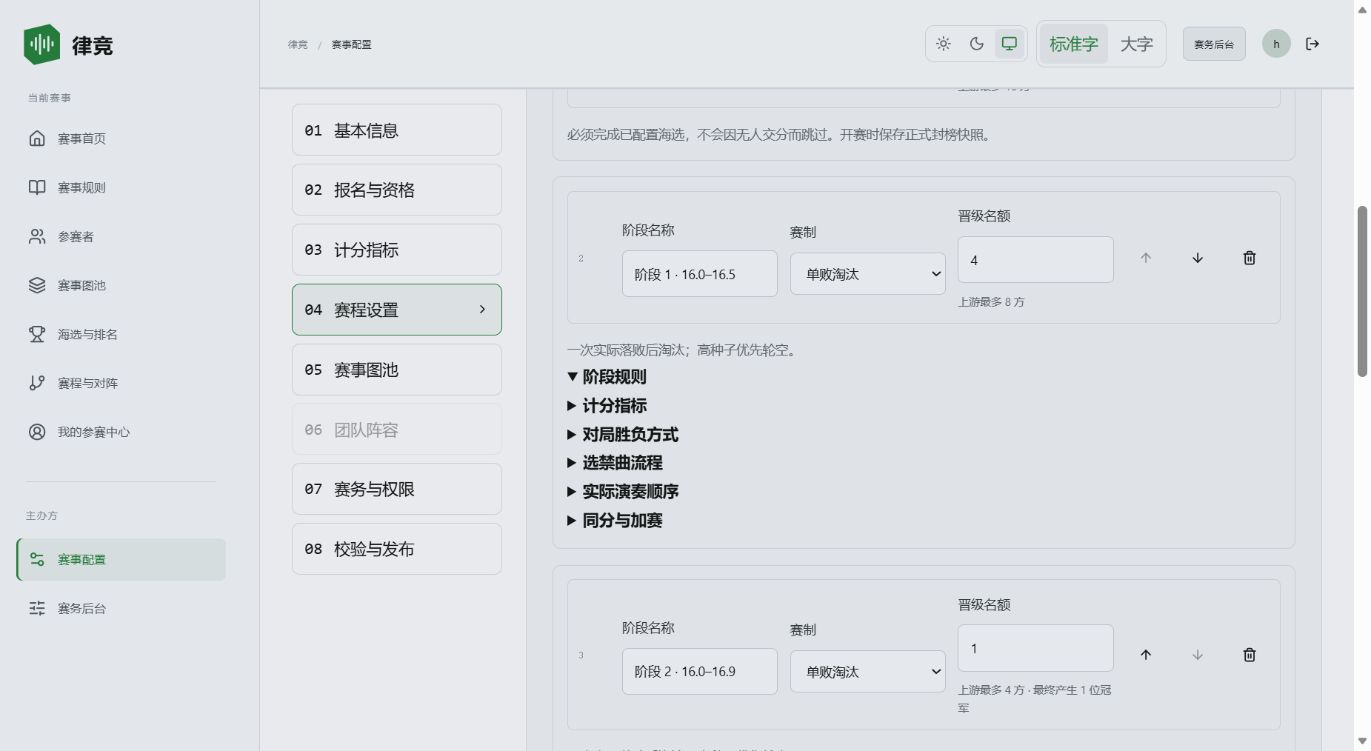 律竞
当前赛事
赛事首页
赛事规则
参赛者
赛事图池
海选与排名
赛程与对阵
我的参赛中心
主办方
赛事配置
赛务后台
律竞 / 赛事配置
标准字
大字
赛务后台
h
01 基本信息
02 报名与资格
03 计分指标
04 赛程设置
05 赛事图池
06 团队阵容
07 赛务与权限
08 校验与发布
必须完成已配置海选，不会因无人交分而跳过。开赛时保存正式封榜快照。
2
阶段名称
阶段 1 · 16.0–16.5
赛制
单败淘汰
晋级名额
4
上游最多 8 方
一次实际落败后淘汰；高种子优先轮空。
阶段规则
计分指标
对局胜负方式
选禁曲流程
实际演奏顺序
同分与加赛
3
阶段名称
阶段 2 · 16.0–16.9
赛制
单败淘汰
晋级名额
1
上游最多 4 方 · 最终产生 1 位冠
军